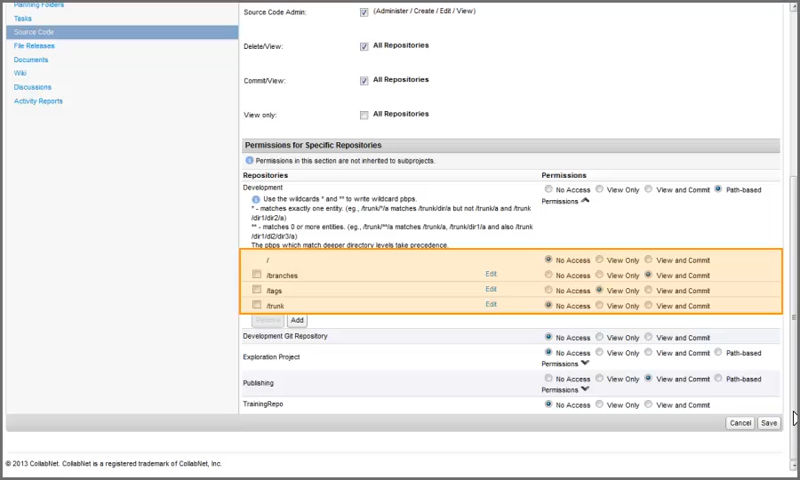 Planning Folders
Tasks
Source Code
File Releases
Documents
Wiki
Discussions
Activity Reports
Source Code Admin: (Administer / Create / Edit / View)
Delete/View: All Repositories
Commit/View: All Repositories
View only: All Repositories
Permissions for Specific Repositories
Permissions in this section are not inherited to subprojects.
Repositories Permissions
Development No Access View Only View and Commit Path-based
Permissions
Use the wildcards * and ** to write wildcard pbps.
* - matches exactly one entity. (eg., /trunk/*/a matches /trunk/dir/a but not /trunk/a and /trunk
/dir1/dir2/a)
** - matches 0 or more entities. (eg., /trunk/**/a matches /trunk/a, /trunk/dir1/a and also /trunk
/dir1/di2/dir3/a)
The pbps which match deeper directory levels take precedence.
/ No Access View Only View and Commit
/branches Edit No Access View Only View and Commit
/tags Edit No Access View Only View and Commit
/trunk Edit No Access View Only View and Commit
Remove Add
Development Git Repository No Access View Only View and Commit
Exploration Project No Access View Only View and Commit Path-based
Permissions
Publishing No Access View Only View and Commit Path-based
Permissions
TrainingRepo No Access View Only View and Commit
Cancel Save
© 2013 CollabNet. CollabNet is a registered trademark of CollabNet, Inc.